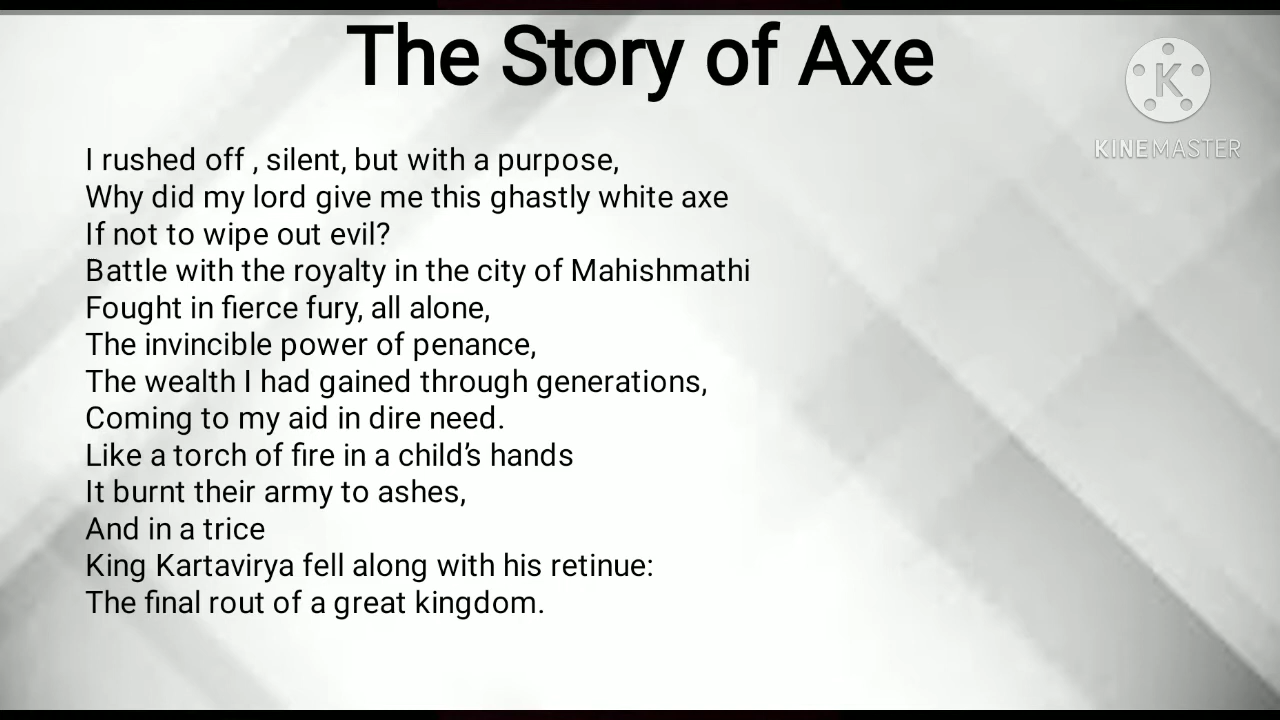 The Story of Axe
K
KINEMASTER
I rushed off , silent, but with a purpose,
Why did my lord give me this ghastly white axe
If not to wipe out evil?
Battle with the royalty in the city of Mahishmathi
Fought in fierce fury, all alone,
The invincible power of penance,
The wealth I had gained through generations,
Coming to my aid in dire need.
Like a torch of fire in a child’s hands
It burnt their army to ashes,
And in a trice
King Kartavirya fell along with his retinue:
The final rout of a great kingdom.